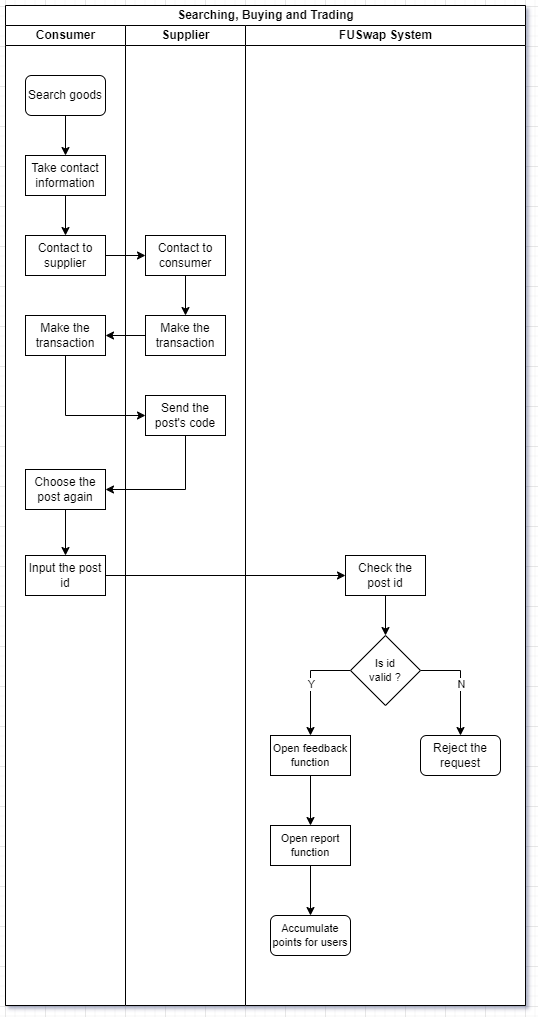 Searching, Buying and Trading
Consumer
Supplier
FUSwap System
Search goods
Take contact
information
Contact to
supplier
Contact to
consumer
Make the
transaction
Make the
transaction
Send the
post's code
Choose the
post again
Input the post
id
Check the
post id
Is id
valid ?
Y
N
Open feedback
function
Reject the
request
Open report
function
Accumulate
points for users